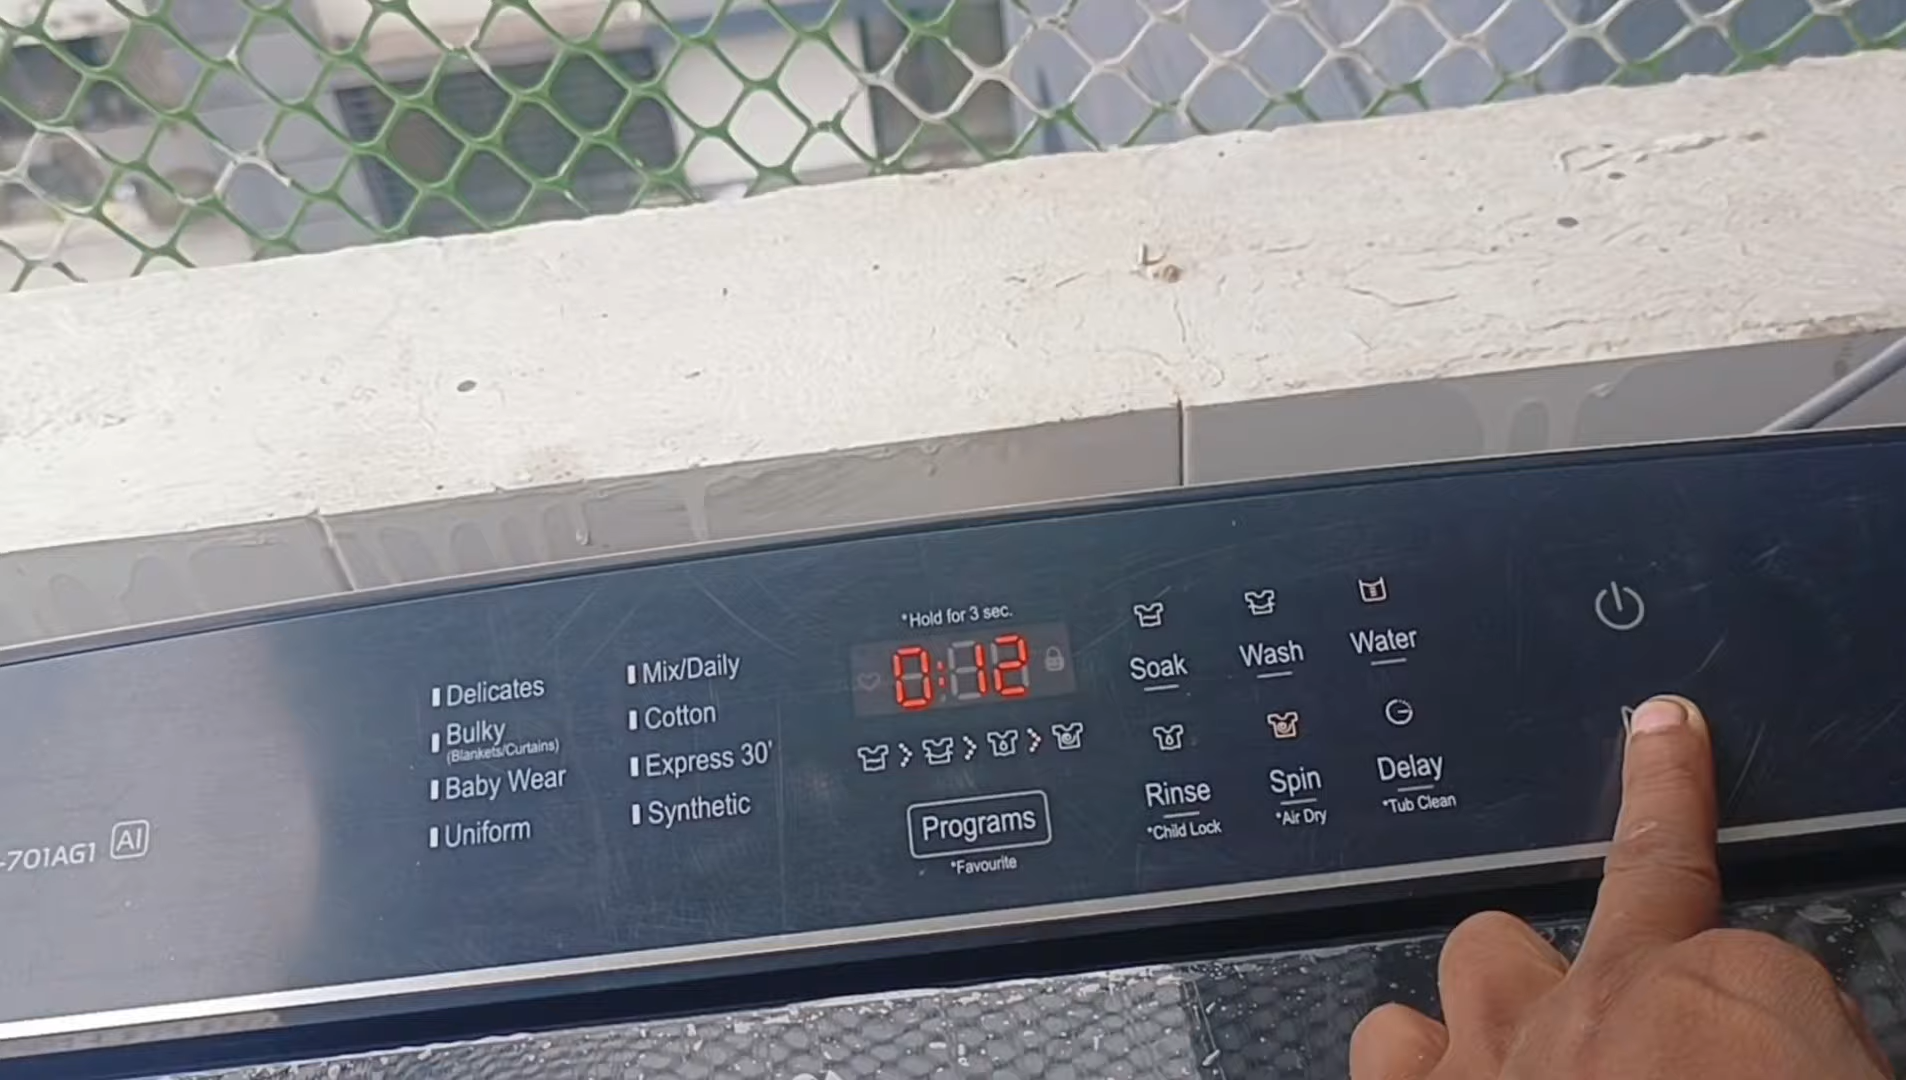 -701AG1 AI
Delicates
Bulky
(Blankets/Curtains)
Baby Wear
Uniform
Mix/Daily
Cotton
Express 30'
Synthetic
*Hold for 3 sec.
0:12
Programs
*Favourite
Soak
Wash
Water
Rinse
*Child Lock
Spin
*Air Dry
Delay
*Tub Clean